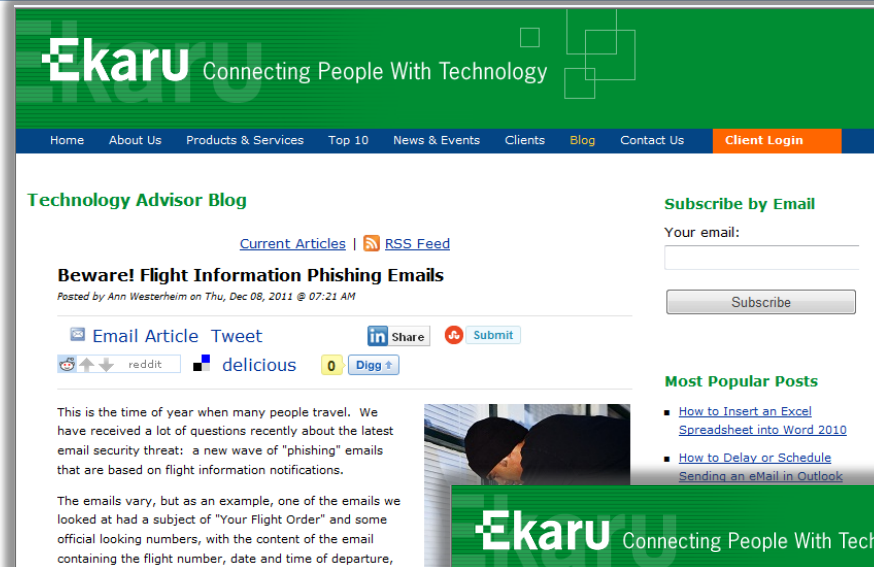 Ekaru Connecting People With Technology
Home About Us Products & Services Top 10 News & Events Clients Blog Contact Us Client Login
Technology Advisor Blog
Current Articles | RSS Feed
Beware! Flight Information Phishing Emails
Posted by Ann Westerheim on Thu, Dec 08, 2011 @ 07:21 AM
Email Article Tweet
in Share
Submit
reddit
delicious
0 Digg
This is the time of year when many people travel. We
have received a lot of questions recently about the latest
email security threat: a new wave of "phishing" emails
that are based on flight information notifications.
The emails vary, but as an example, one of the emails we
looked at had a subject of "Your Flight Order" and some
official looking numbers, with the content of the email
containing the flight number, date and time of departure,
Subscribe by Email
Your email:
Subscribe
Most Popular Posts
How to Insert an Excel
Spreadsheet into Word 2010
How to Delay or Schedule
Sending an eMail in Outlook
Ekaru Connecting People With Tech